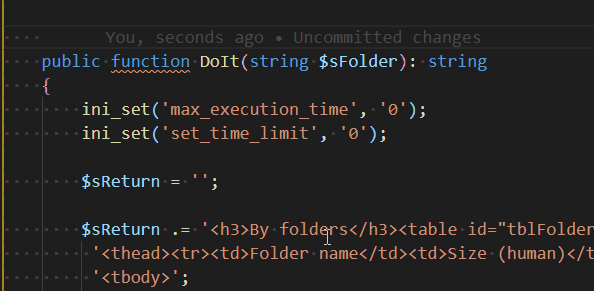 You, seconds ago • Uncommitted changes
public function DoIt(string $sFolder): string
{
ini_set('max_execution_time', '0');
ini_set('set_time_limit', '0');
$sReturn = '';
$sReturn .= '<h3>By folders</h3><table id="tblFolder
'<thead><tr><td>Folder name</td><td>Size (human)</t
'<tbody>';